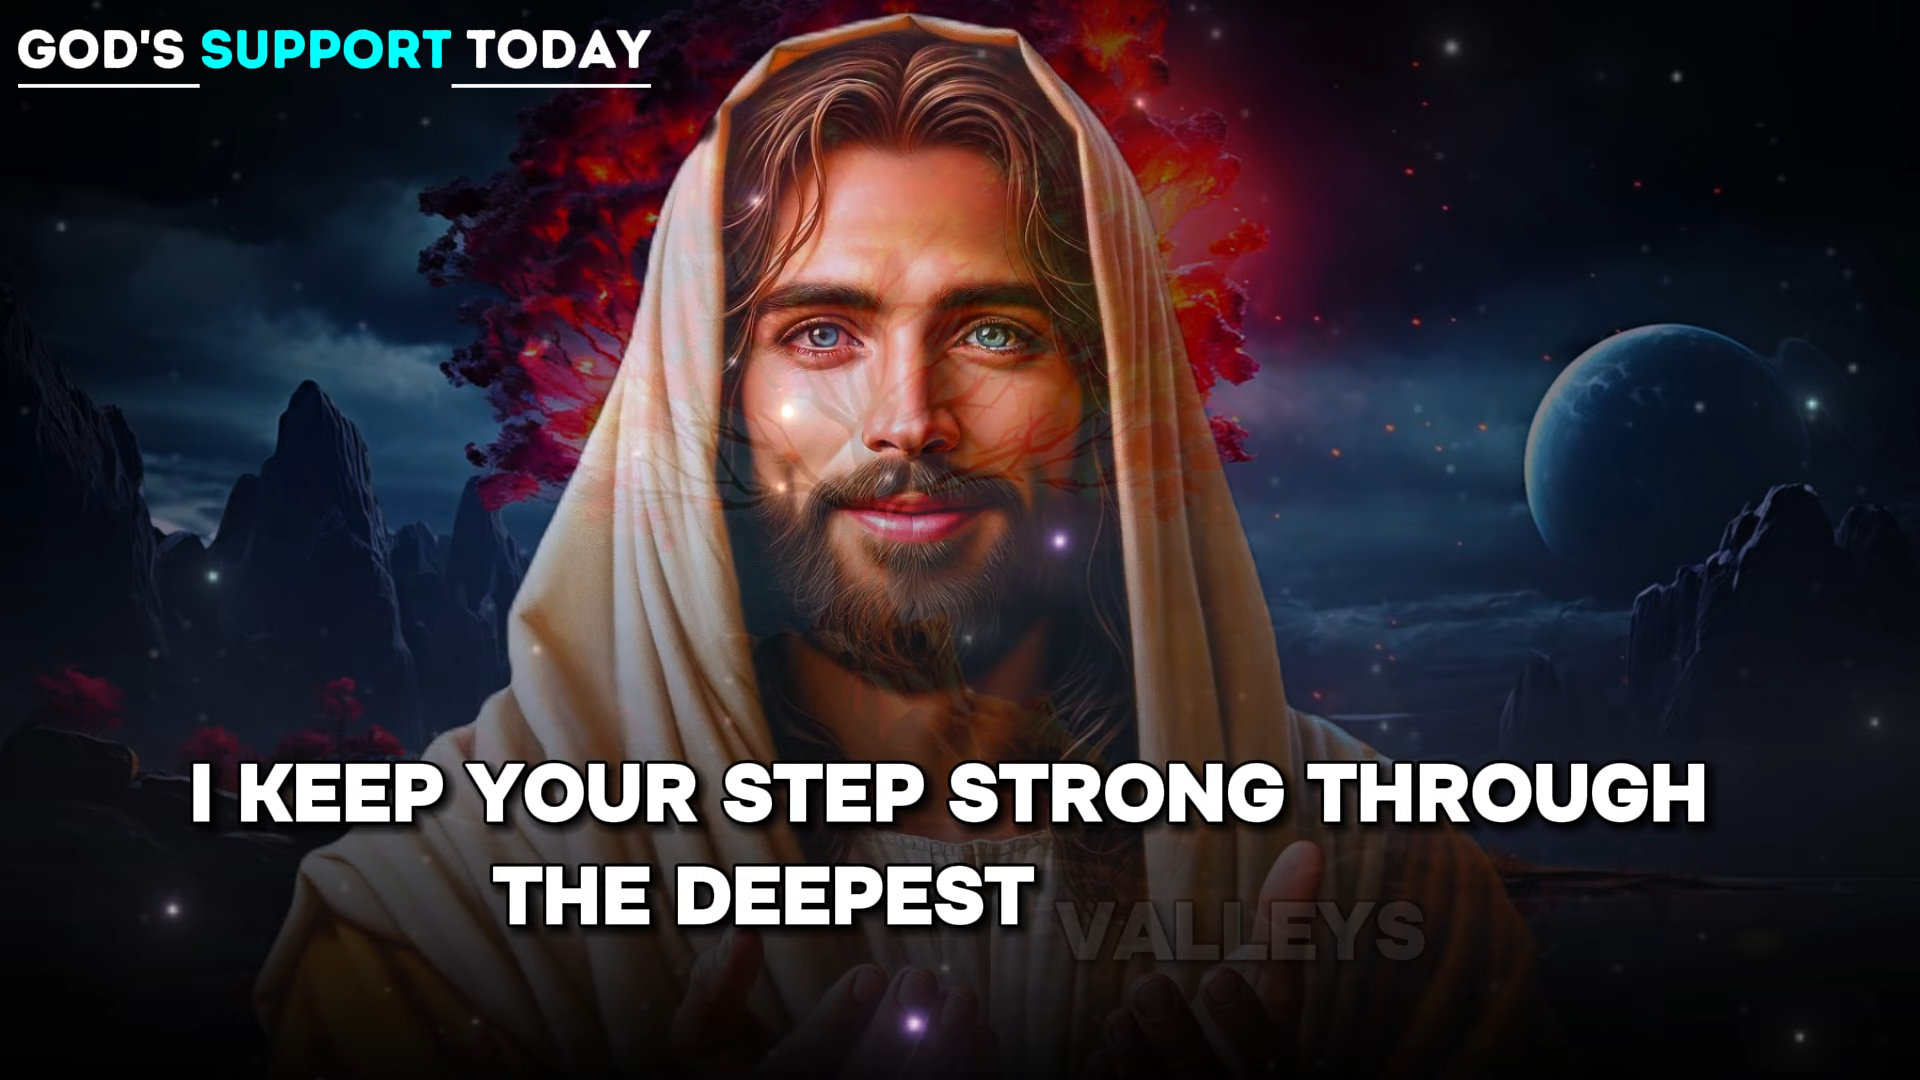 GOD'S SUPPORT TODAY
I KEEP YOUR STEP STRONG THROUGH
THE DEEPEST VALLEYS